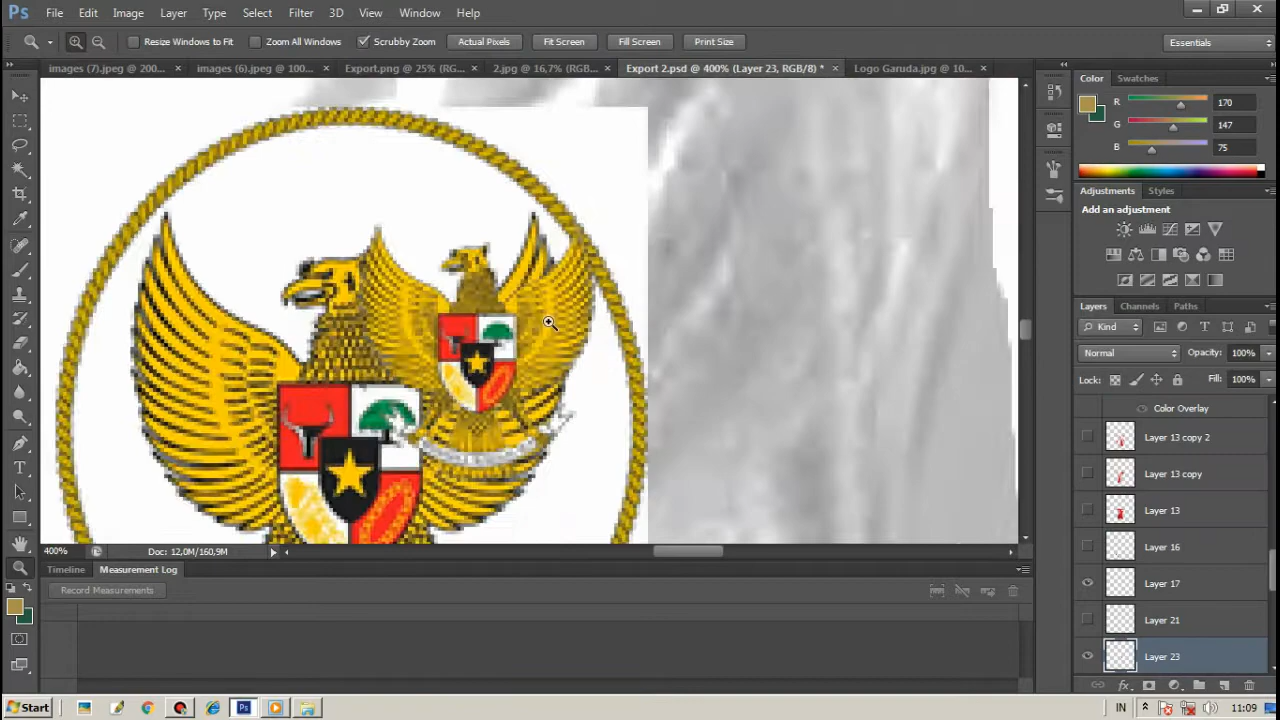 Ps File Edit Image Layer Type Select Filter 3D View Window Help
Resize Windows to Fit Zoom All Windows Scrubby Zoom Actual Pixels Fit Screen Fill Screen Print Size Essentials
images (7).jpeg @ 200... × images (6).jpeg @ 100... × Export.png @ 25% (RG... × 2.jpg @ 16,7% (RGB... × Export 2.psd @ 400% (Layer 23, RGB/8) * × Logo Garuda.jpg @ 10... ×
Color Swatches
R 170
G 147
B 75
Adjustments Styles
Add an adjustment
Layers Channels Paths
Kind
Normal Opacity: 100%
Lock: Fill: 100%
Color Overlay
Layer 13 copy 2
Layer 13 copy
Layer 13
Layer 16
Layer 17
Layer 21
Layer 23
400% Doc: 12,0M/160,9M
Timeline Measurement Log
Record Measurements
Start Ps IN 11:09